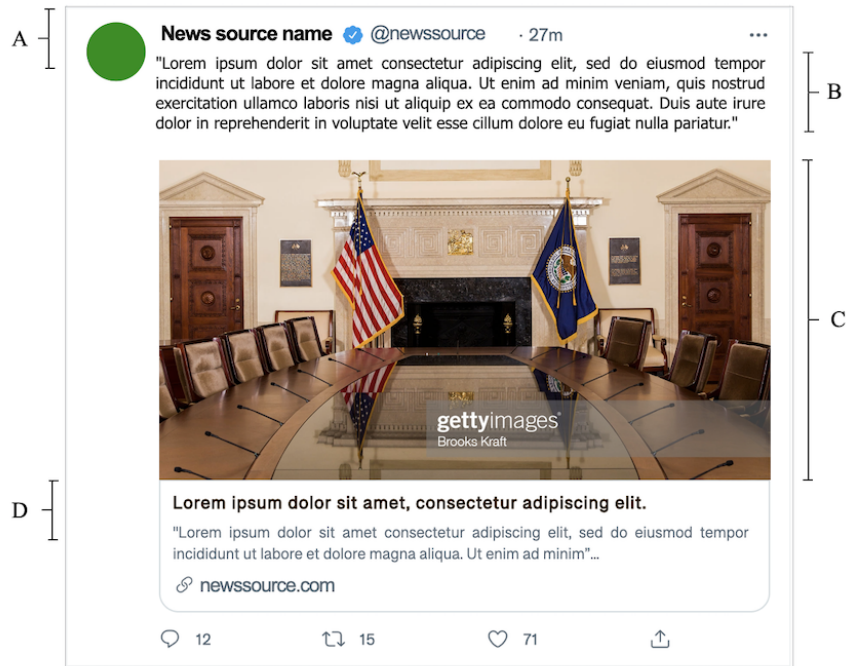 A
News source name @newssource · 27m
"Lorem ipsum dolor sit amet consectetur adipiscing elit, sed do eiusmod tempor
incididunt ut labore et dolore magna aliqua. Ut enim ad minim veniam, quis nostrud
exercitation ullamco laboris nisi ut aliquip ex ea commodo consequat. Duis aute irure
dolor in reprehenderit in voluptate velit esse cillum dolore eu fugiat nulla pariatur."
B
C
gettyimages
Brooks Kraft
D
Lorem ipsum dolor sit amet, consectetur adipiscing elit.
"Lorem ipsum dolor sit amet consectetur adipiscing elit, sed do eiusmod tempor
incididunt ut labore et dolore magna aliqua. Ut enim ad minim"...
newssource.com
12 15 71